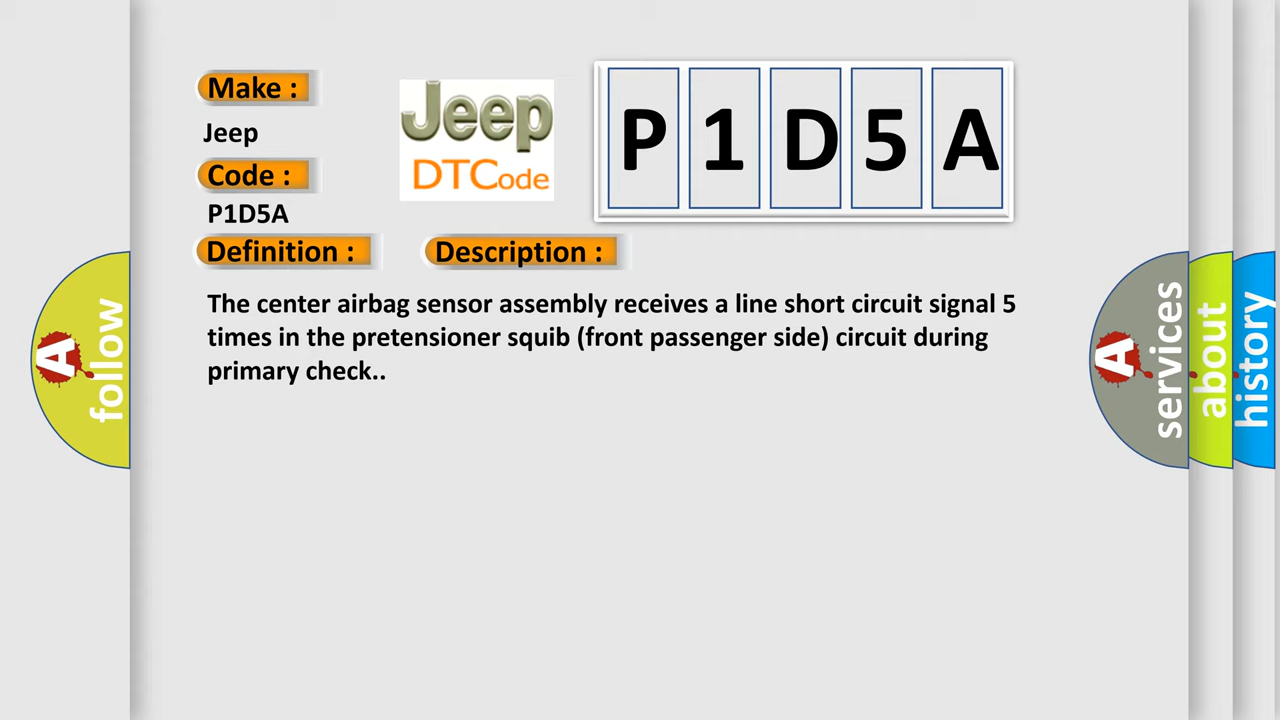 Make :
Jeep
Code :
P1D5A
Jeep
DTCode
P 1 D 5 A
Definition :
Description :
The center airbag sensor assembly receives a line short circuit signal 5
times in the pretensioner squib (front passenger side) circuit during
primary check..
A follow
A services
about
history